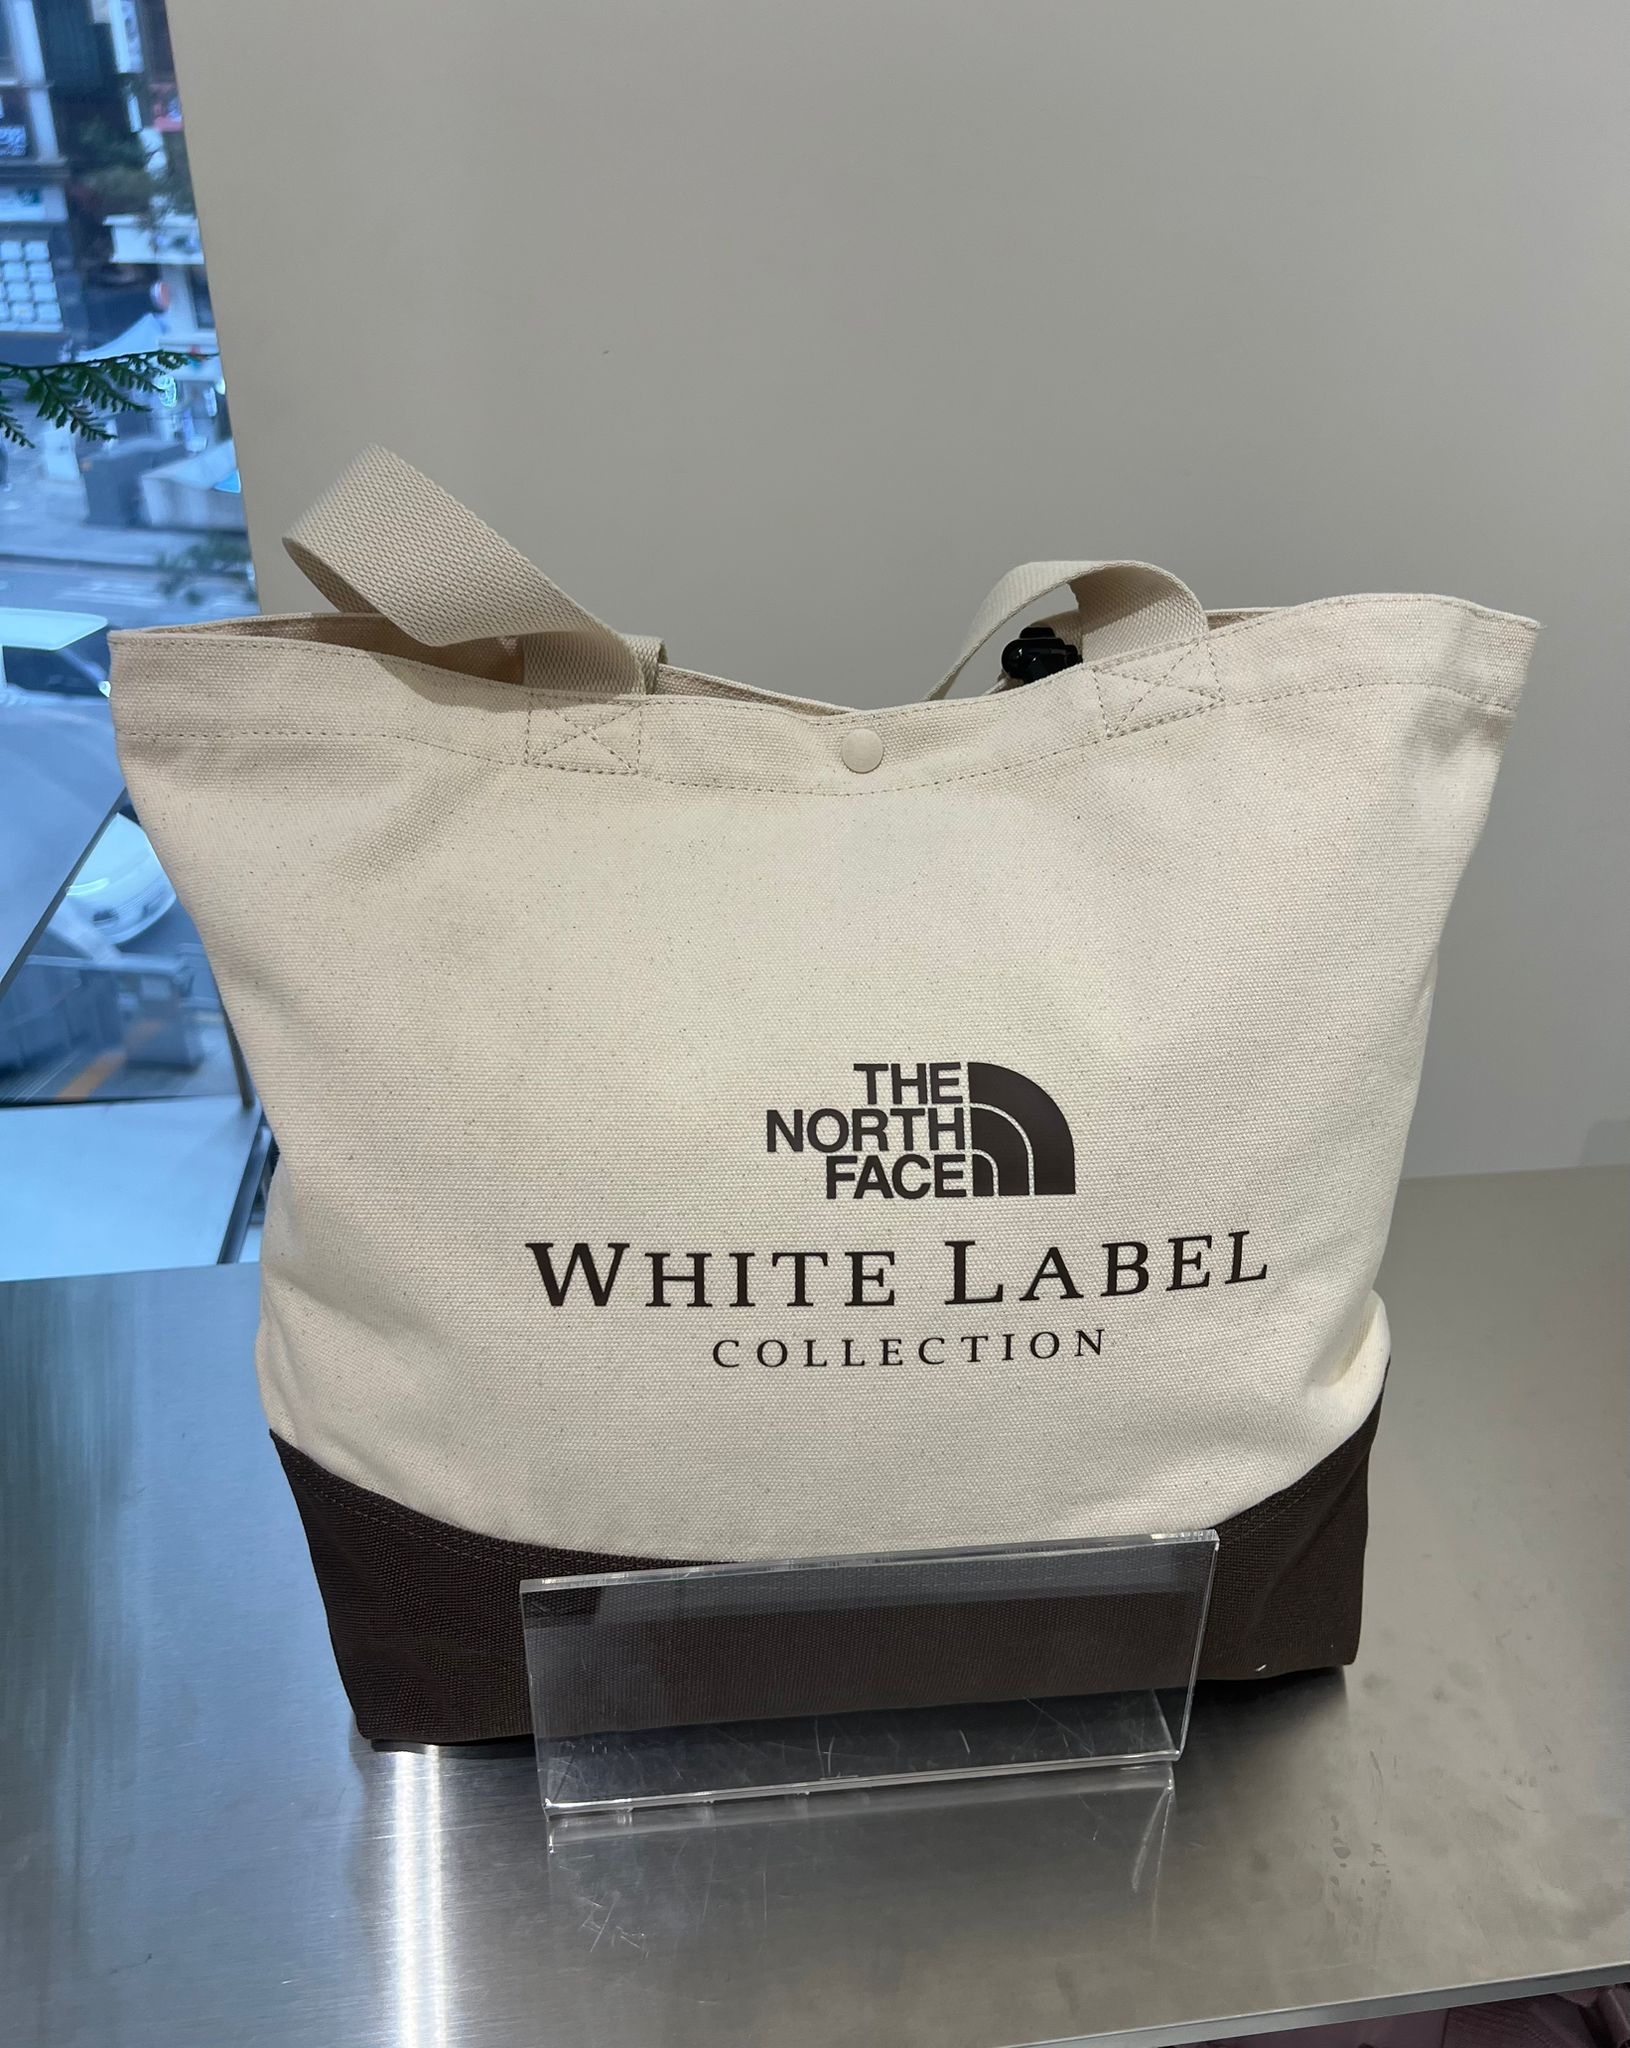 THE
NORTH
FACE
WHITE LABEL
COLLECTION